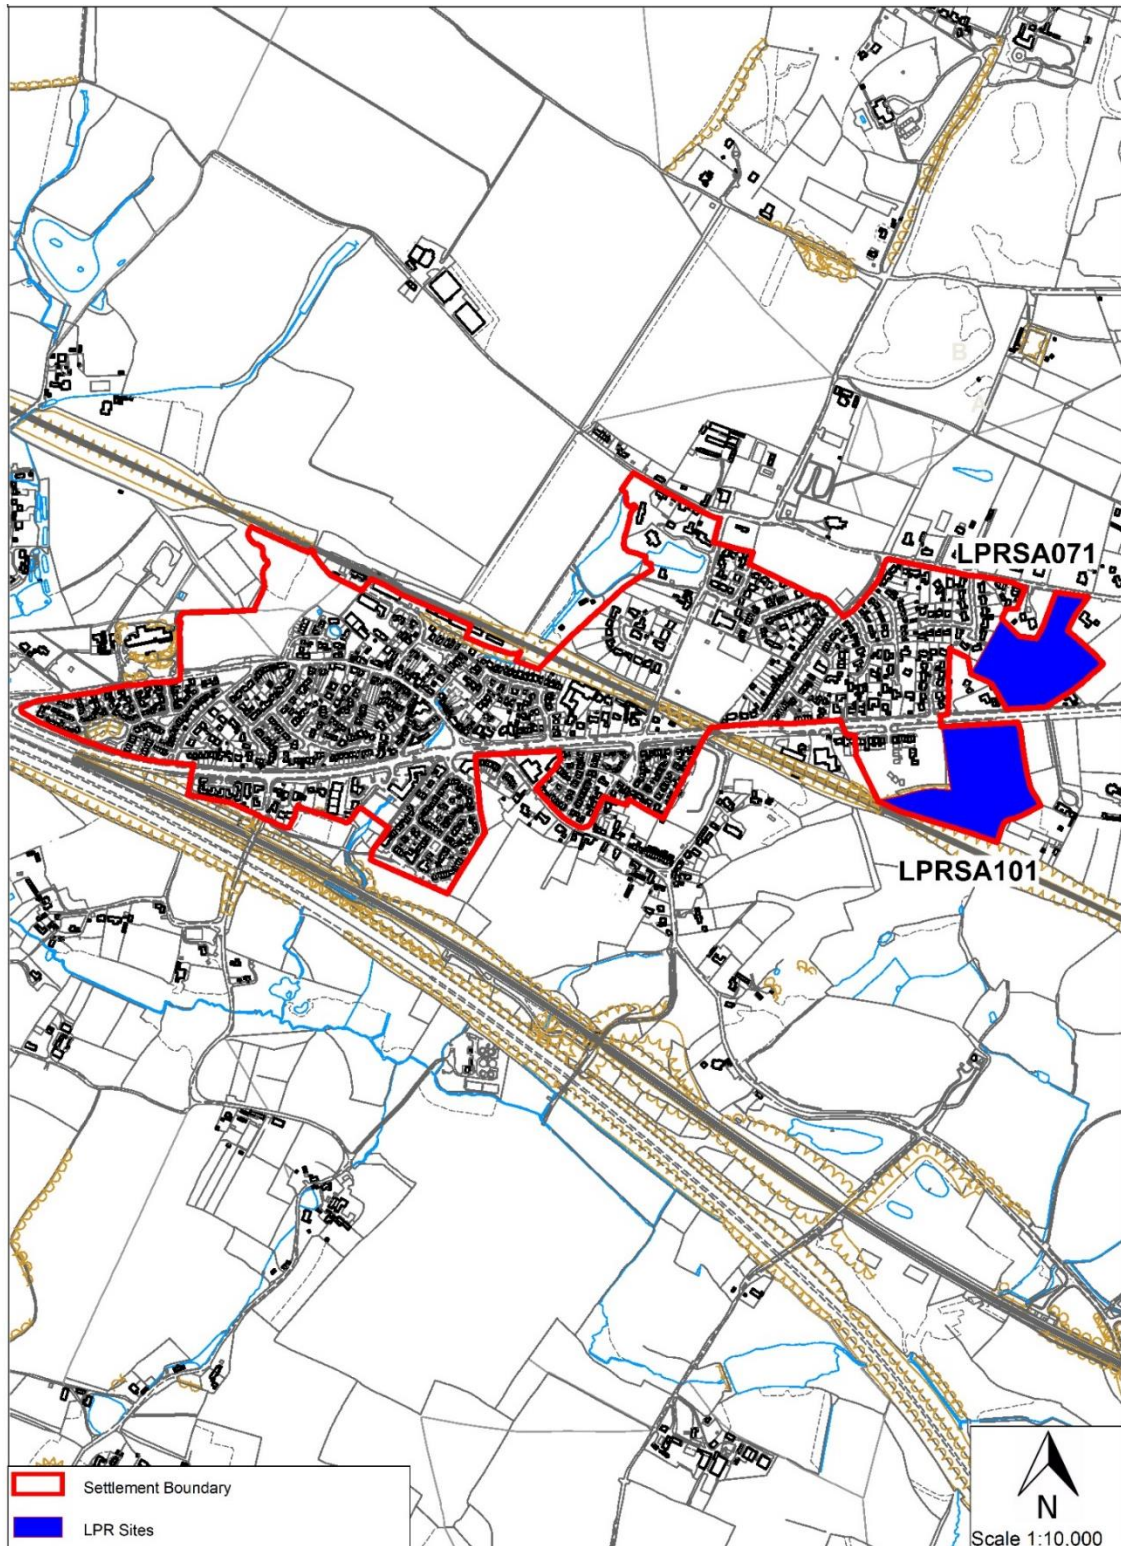 B
A
LPRSA071
LPRSA101
Settlement Boundary
LPR Sites
N
Scale 1:10,000